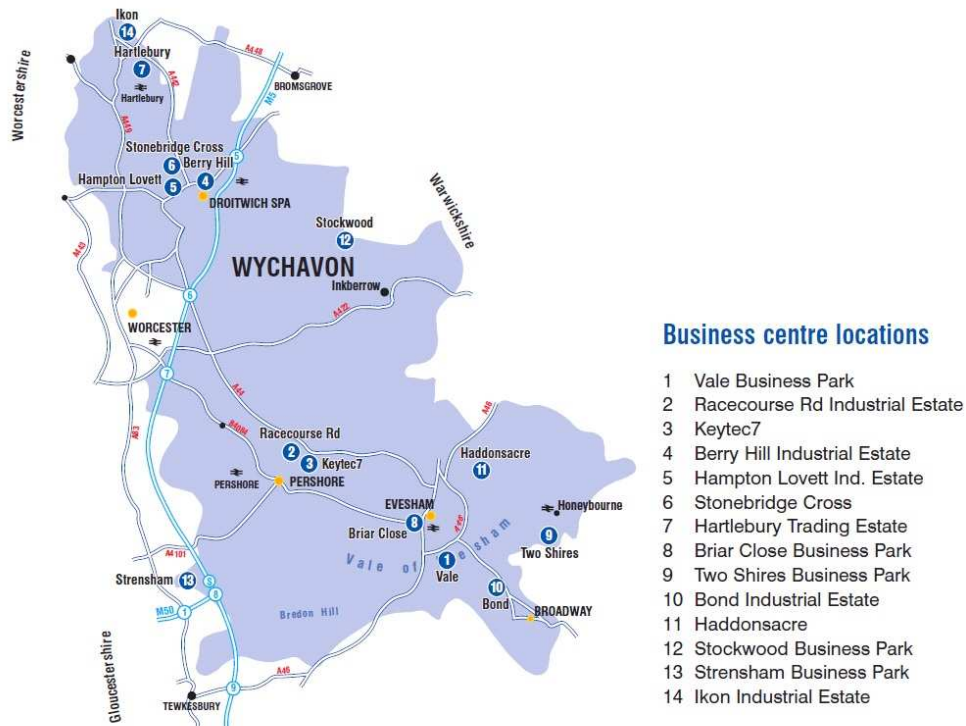 Ikon
14
Hartlebury
7
Hartlebury
A448
BROMSGROVE
M5
A442
A449
Worcestershire
Stonebridge Cross
6
Berry Hill
5
Hampton Lovett
5
4
DROITWICH SPA
Warwickshire
Stockwood
12
WYCHAVON
Inkberrow
A443
6
A422
WORCESTER
7
A44
A46
B4084
A83
Racecourse Rd
2
3
Keytec7
Haddonsacre
11
PERSHORE
PERSHORE
EVESHAM
8
Briar Close
Honeybourne
9
Two Shires
Vale of Evesham
1
Vale
A4101
Strensham
13
8
M50
1
Bredon Hill
10
Bond
BROADWAY
Gloucestershire
A46
9
TEWKESBURY
Business centre locations
1 Vale Business Park
2 Racecourse Rd Industrial Estate
3 Keytec7
4 Berry Hill Industrial Estate
5 Hampton Lovett Ind. Estate
6 Stonebridge Cross
7 Hartlebury Trading Estate
8 Briar Close Business Park
9 Two Shires Business Park
10 Bond Industrial Estate
11 Haddonsacre
12 Stockwood Business Park
13 Strensham Business Park
14 Ikon Industrial Estate